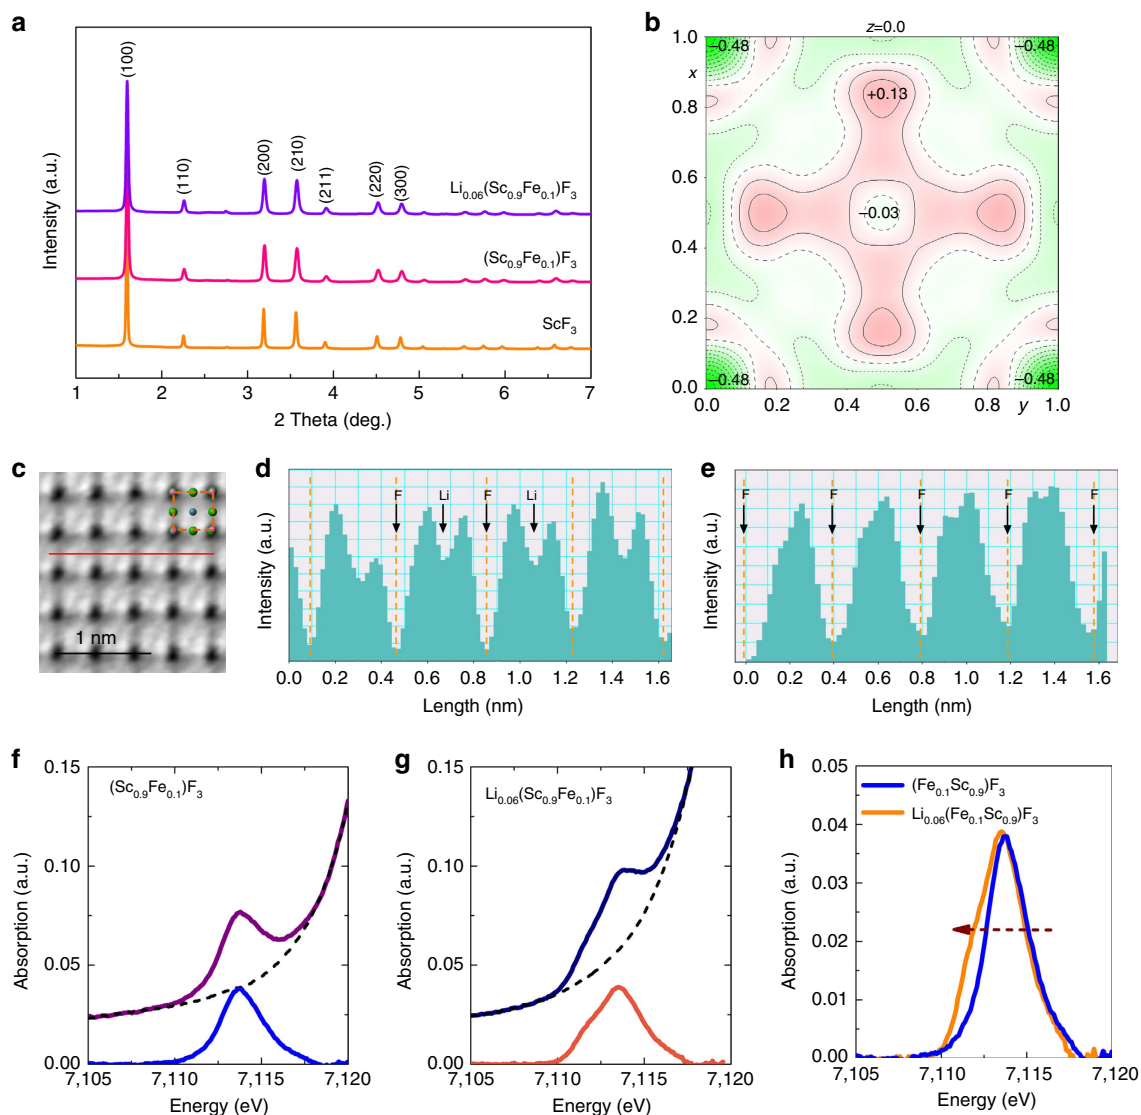 a
Intensity (a.u.)
(100)
(110)
(200)
(210)
(211)
(220)
(300)
Li0.06(Sc0.9Fe0.1)F3
(Sc0.9Fe0.1)F3
ScF3
1 2 3 4 5 6 7
2 Theta (deg.)
b
z=0.0
1.0
x
0.8
0.6
0.4
0.2
0.0
−0.48 −0.48
+0.13
−0.03
−0.48 −0.48
0.0 0.2 0.4 0.6 0.8 y 1.0
c
1 nm
d
Intensity (a.u.)
F Li F Li
0.0 0.2 0.4 0.6 0.8 1.0 1.2 1.4 1.6
Length (nm)
e
Intensity (a.u.)
F F F F F
0.0 0.2 0.4 0.6 0.8 1.0 1.2 1.4 1.6
Length (nm)
f
(Sc0.9Fe0.1)F3
Absorption (a.u.)
0.15
0.10
0.05
0.00
7,105 7,110 7,115 7,120
Energy (eV)
g
Li0.06(Sc0.9Fe0.1)F3
Absorption (a.u.)
0.15
0.10
0.05
0.00
7,105 7,110 7,115 7,120
Energy (eV)
h
(Fe0.1Sc0.9)F3
Li0.06(Fe0.1Sc0.9)F3
Absorption (a.u.)
0.05
0.04
0.03
0.02
0.01
0.00
7,105 7,110 7,115 7,120
Energy (eV)